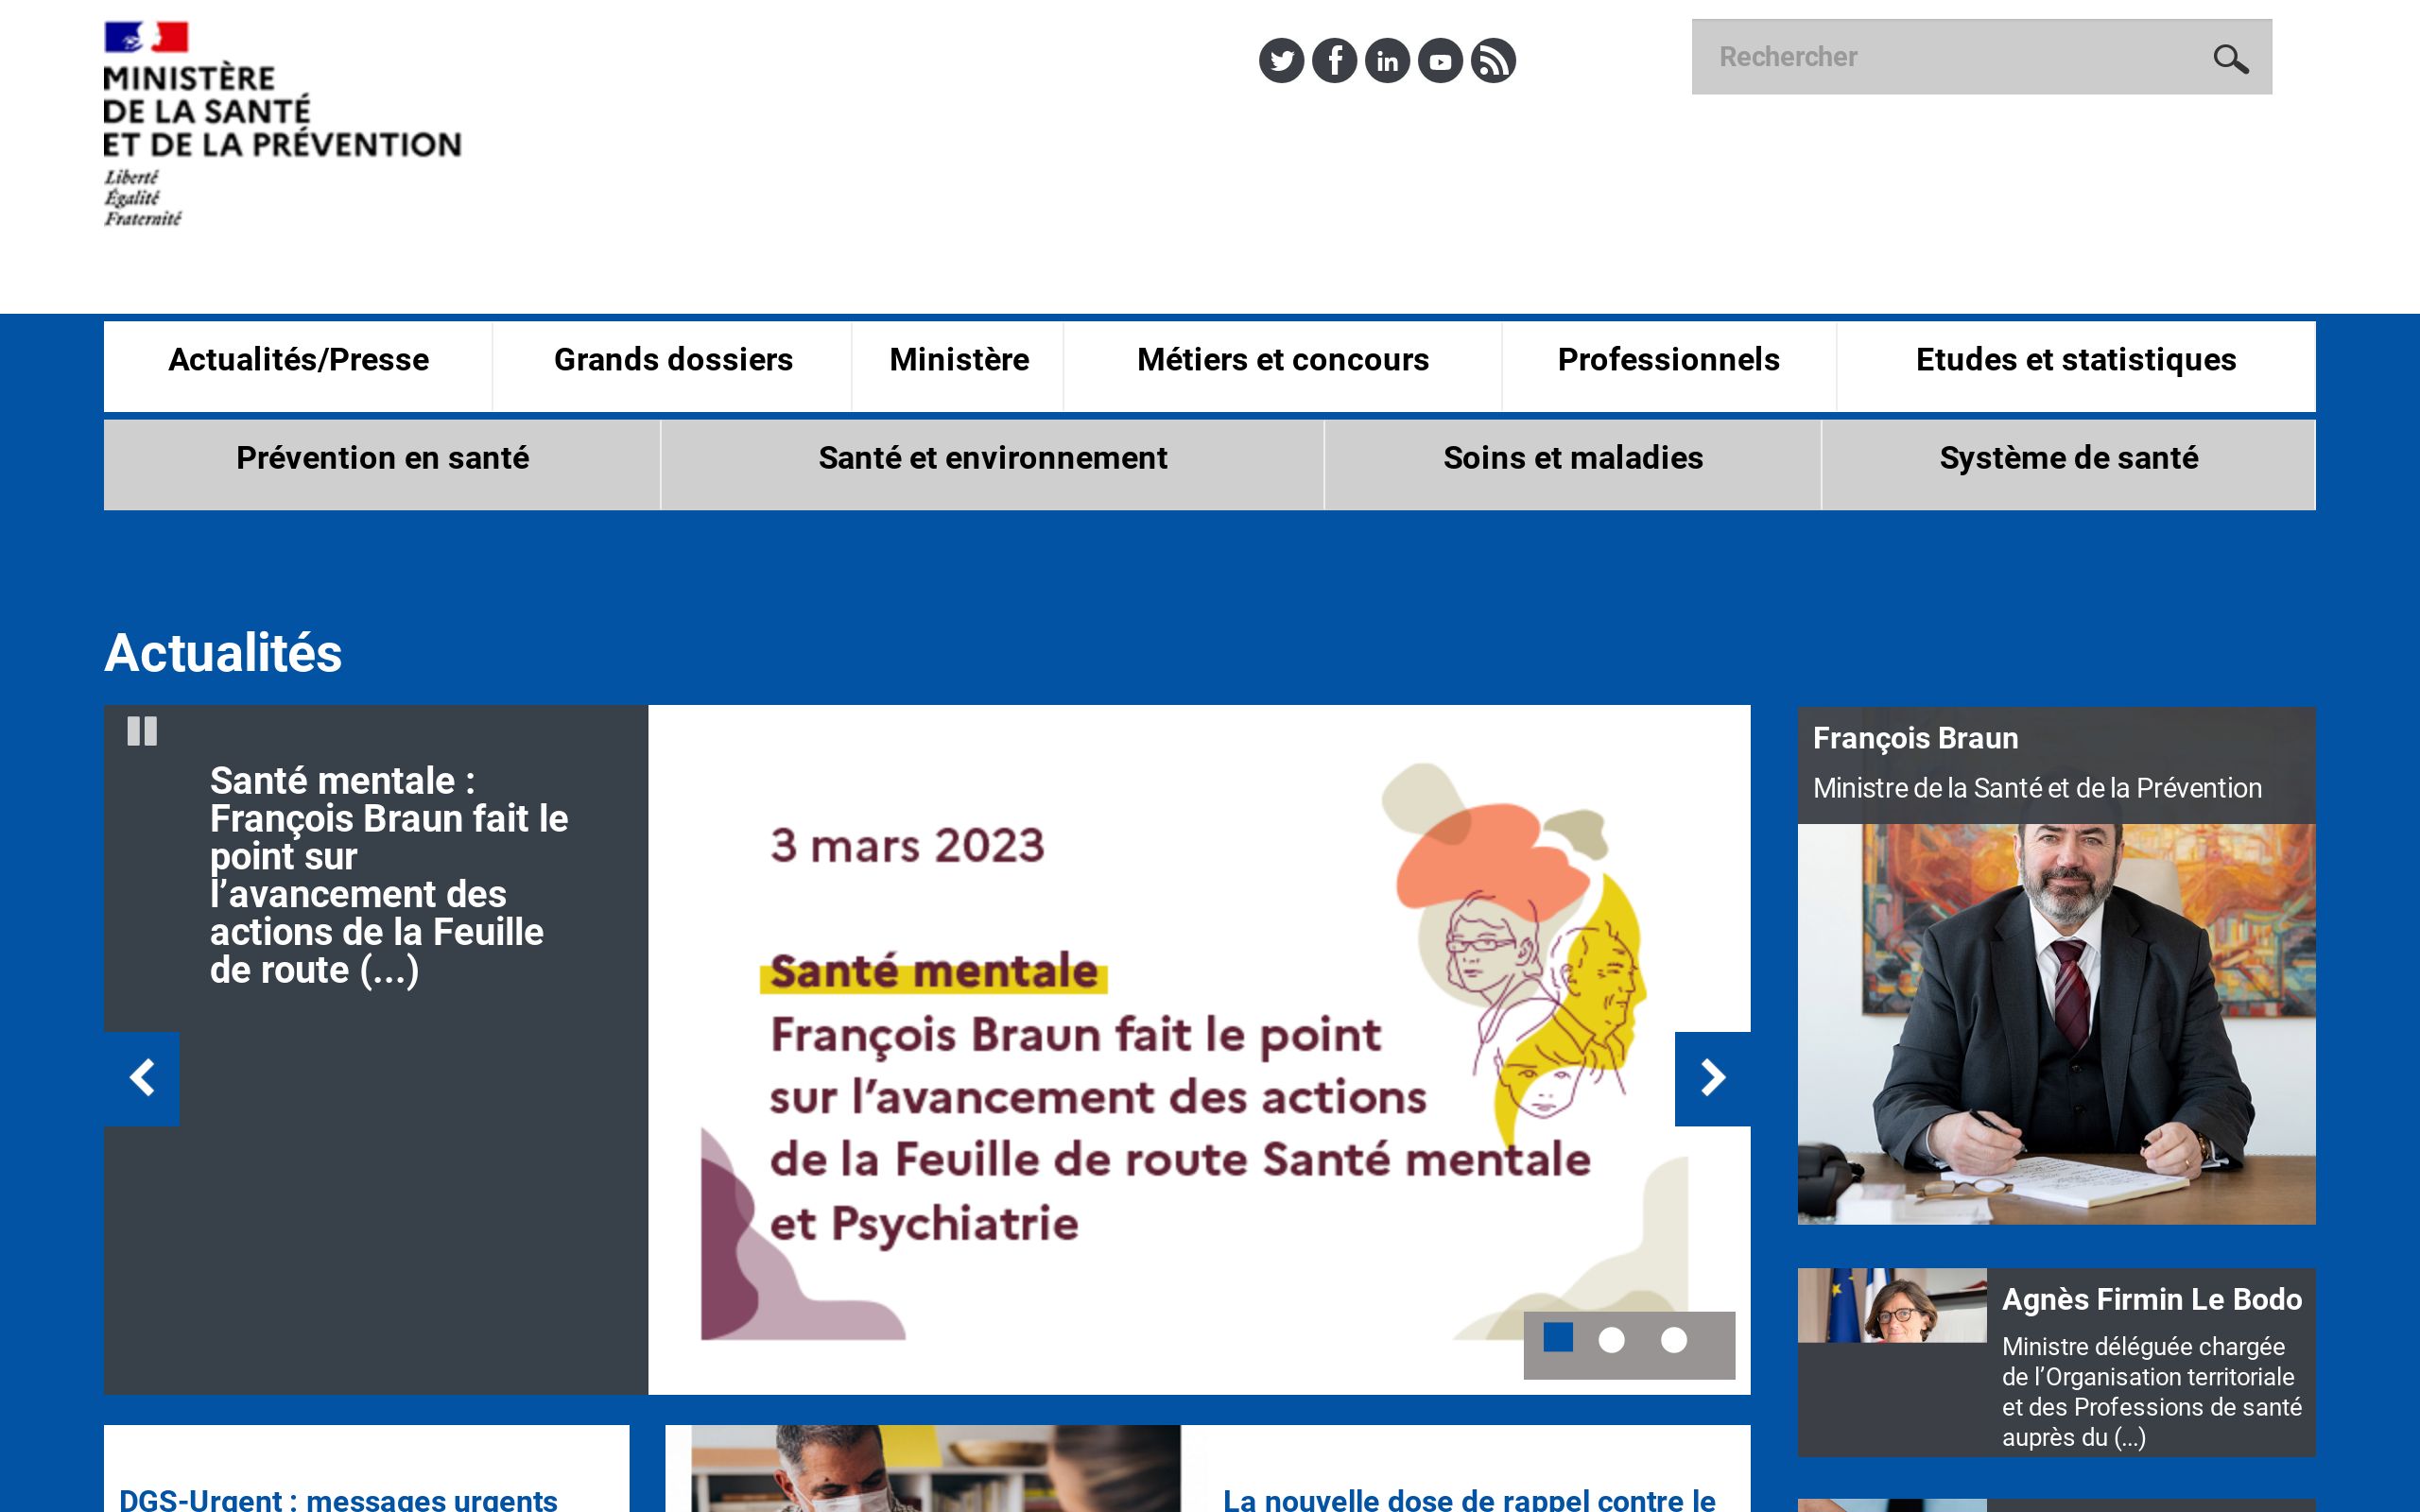 MINISTÈRE
DE LA SANTÉ
ET DE LA PRÉVENTION
Liberté
Égalité
Fraternité
Rechercher
Actualités/Presse
Grands dossiers
Ministère
Métiers et concours
Professionnels
Etudes et statistiques
Prévention en santé
Santé et environnement
Soins et maladies
Système de santé
Actualités
Santé mentale :
François Braun fait le
point sur
l’avancement des
actions de la Feuille
de route (...)
3 mars 2023
Santé mentale
François Braun fait le point
sur l’avancement des actions
de la Feuille de route Santé mentale
et Psychiatrie
François Braun
Ministre de la Santé et de la Prévention
Agnès Firmin Le Bodo
Ministre déléguée chargée
de l’Organisation territoriale
et des Professions de santé
auprès du (...)
DGS-Urgent : messages urgents
La nouvelle dose de rappel contre le